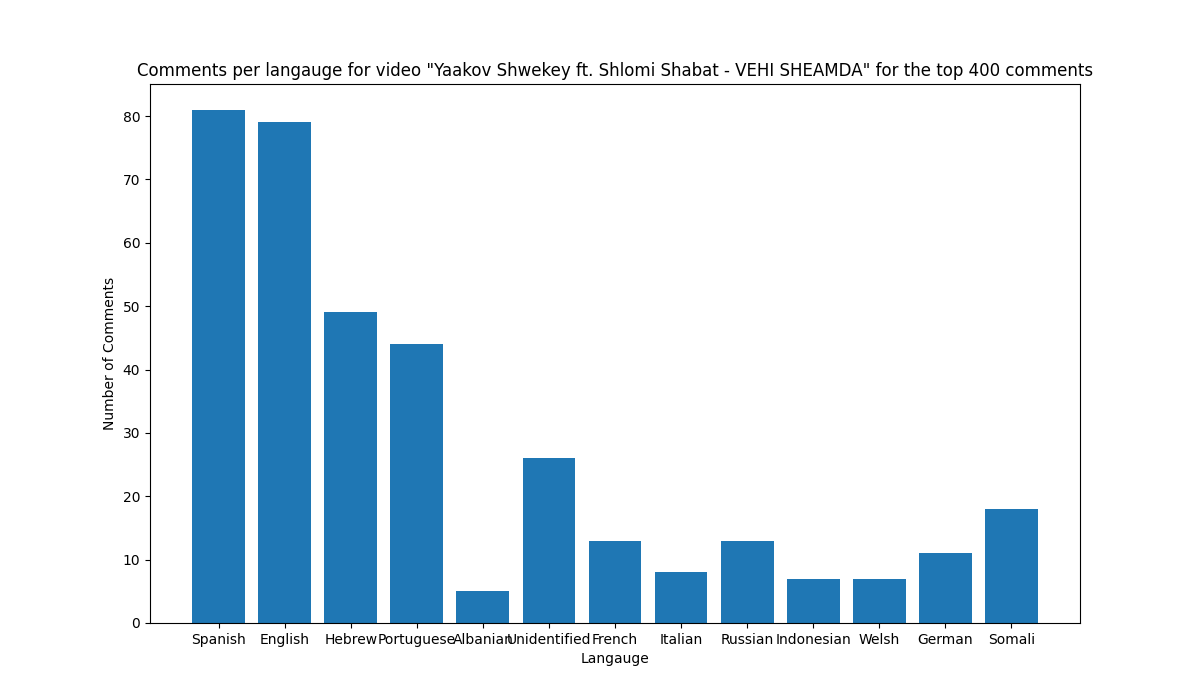 Comments per langauge for video "Yaakov Shwekey ft. Shlomi Shabat - VEHI SHEAMDA" for the top 400 comments
80
70
60
50
40
30
20
10
0
Number of Comments
Spanish English Hebrew Portuguese Albanian Unidentified French Italian Russian Indonesian Welsh German Somali
Langauge